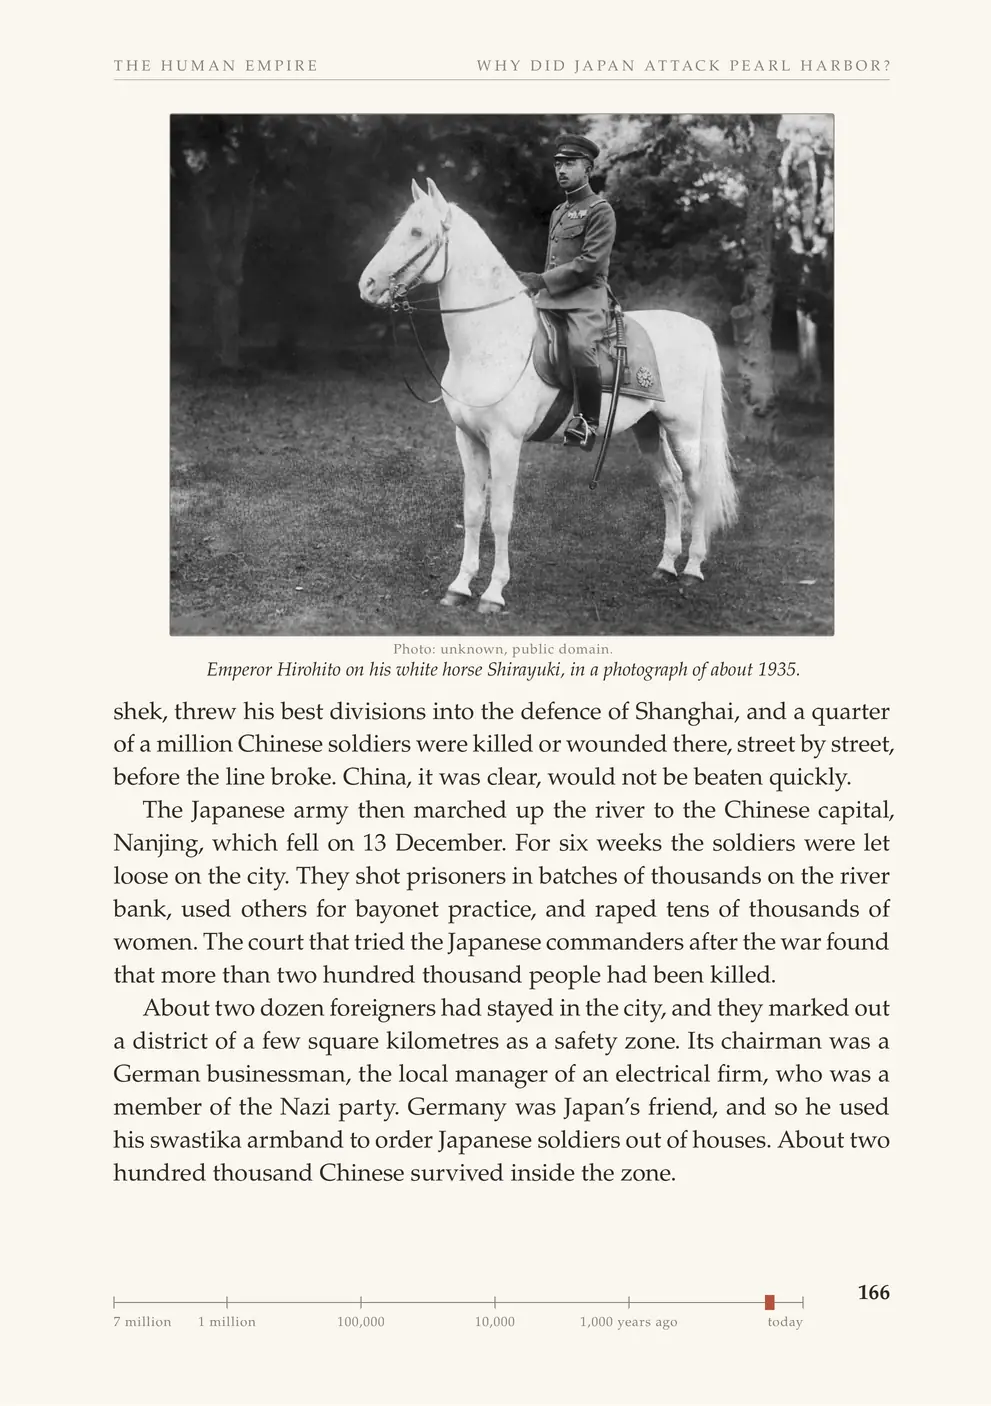 THE HUMAN EMPIRE
WHY DID JAPAN ATTACK PEARL HARBOR?
Photo: unknown, public domain.
Emperor Hirohito on his white horse Shirayuki, in a photograph of about 1935.
shek, threw his best divisions into the defence of Shanghai, and a quarter
of a million Chinese soldiers were killed or wounded there, street by street,
before the line broke. China, it was clear, would not be beaten quickly.
The Japanese army then marched up the river to the Chinese capital,
Nanjing, which fell on 13 December. For six weeks the soldiers were let
loose on the city. They shot prisoners in batches of thousands on the river
bank, used others for bayonet practice, and raped tens of thousands of
women. The court that tried the Japanese commanders after the war found
that more than two hundred thousand people had been killed.
About two dozen foreigners had stayed in the city, and they marked out
a district of a few square kilometres as a safety zone. Its chairman was a
German businessman, the local manager of an electrical firm, who was a
member of the Nazi party. Germany was Japan’s friend, and so he used
his swastika armband to order Japanese soldiers out of houses. About two
hundred thousand Chinese survived inside the zone.
166
7 million 1 million 100,000 10,000 1,000 years ago today